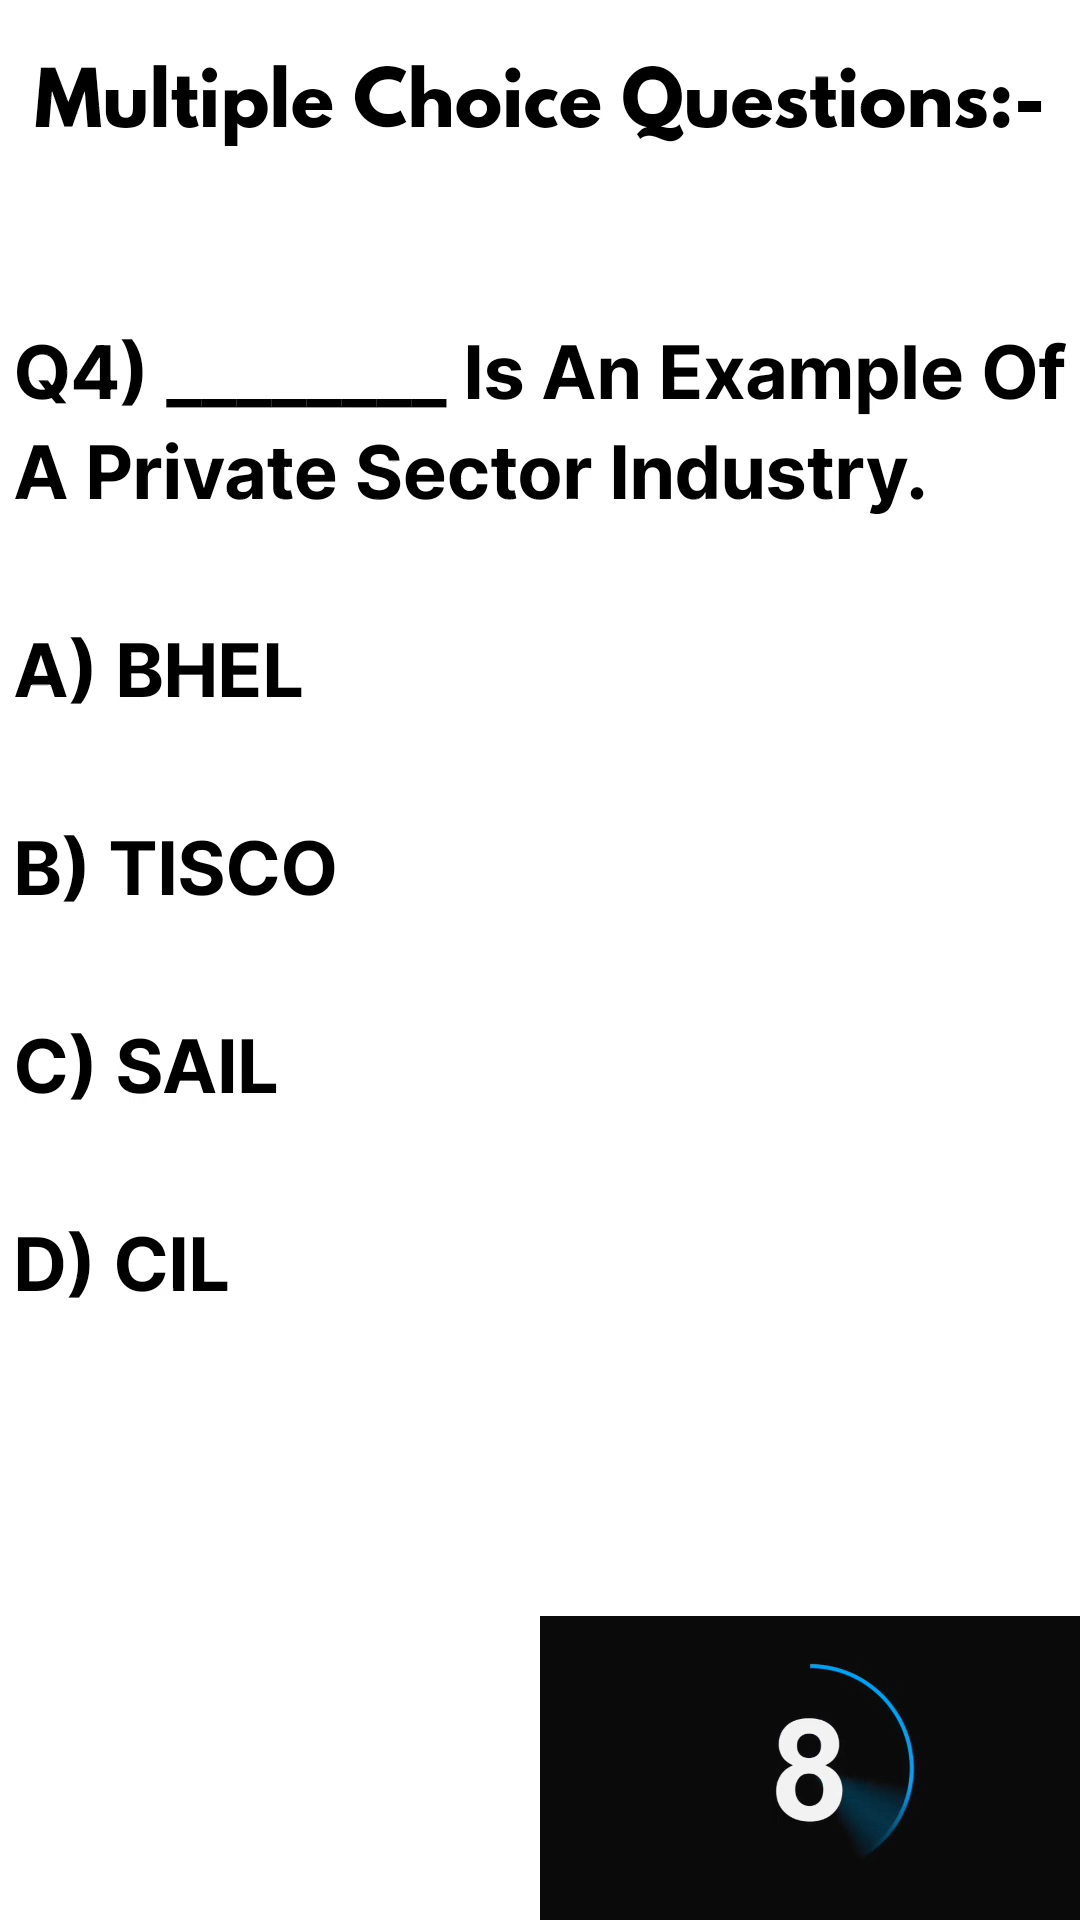 Multiple Choice Questions:-
Q4) ________ Is An Example Of
A Private Sector Industry.
A) BHEL
B) TISCO
C) SAIL
D) CIL
8